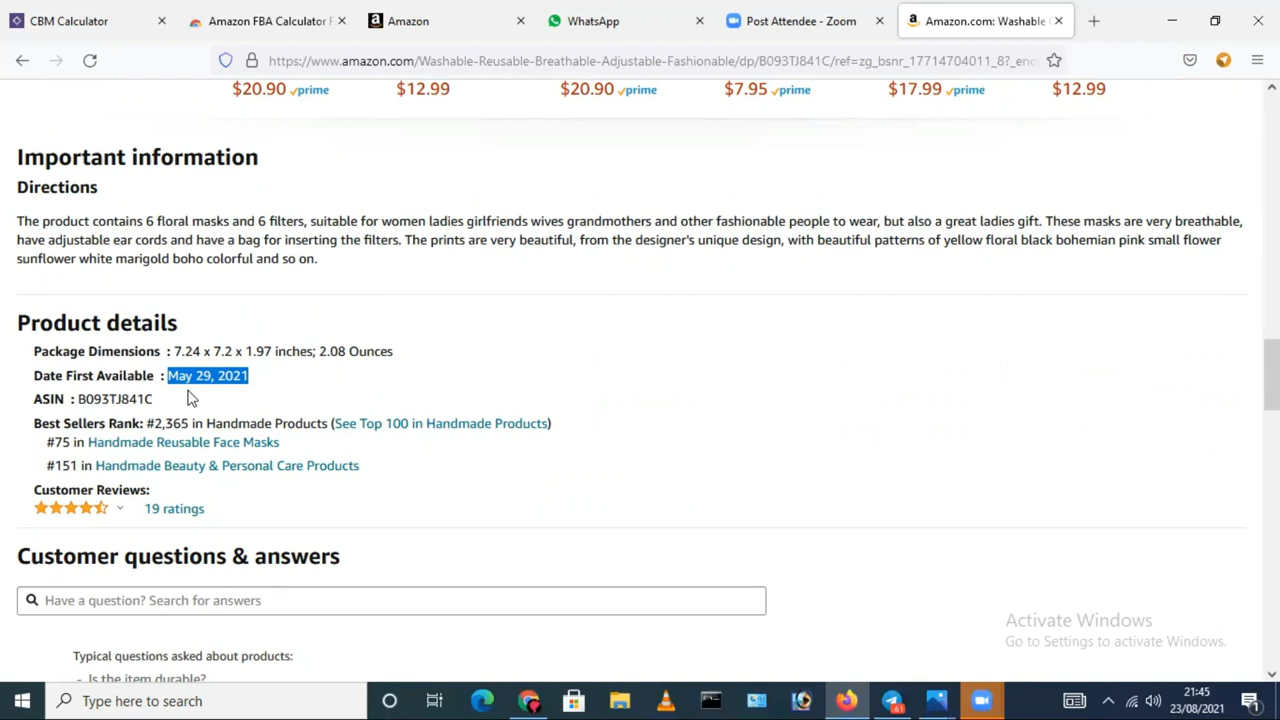 CBM Calculator
Amazon FBA Calculator F
Amazon
WhatsApp
Post Attendee - Zoom
Amazon.com: Washable
https://www.amazon.com/Washable-Reusable-Breathable-Adjustable-Fashionable/dp/B093TJ841C/ref=zg_bsnr_17714704011_8?_enc
$20.90 prime $12.99 $20.90 prime $7.95 prime $17.99 prime $12.99
Important information
Directions
The product contains 6 floral masks and 6 filters, suitable for women ladies girlfriends wives grandmothers and other fashionable people to wear, but also a great ladies gift. These masks are very breathable,
have adjustable ear cords and have a bag for inserting the filters. The prints are very beautiful, from the designer's unique design, with beautiful patterns of yellow floral black bohemian pink small flower
sunflower white marigold boho colorful and so on.
Product details
Package Dimensions : 7.24 x 7.2 x 1.97 inches; 2.08 Ounces
Date First Available : May 29, 2021
ASIN : B093TJ841C
Best Sellers Rank: #2,365 in Handmade Products (See Top 100 in Handmade Products)
#75 in Handmade Reusable Face Masks
#151 in Handmade Beauty & Personal Care Products
Customer Reviews:
19 ratings
Customer questions & answers
Have a question? Search for answers
Activate Windows
Go to Settings to activate Windows.
Typical questions asked about products:
- Is the item durable?
Type here to search
21:45
23/08/2021